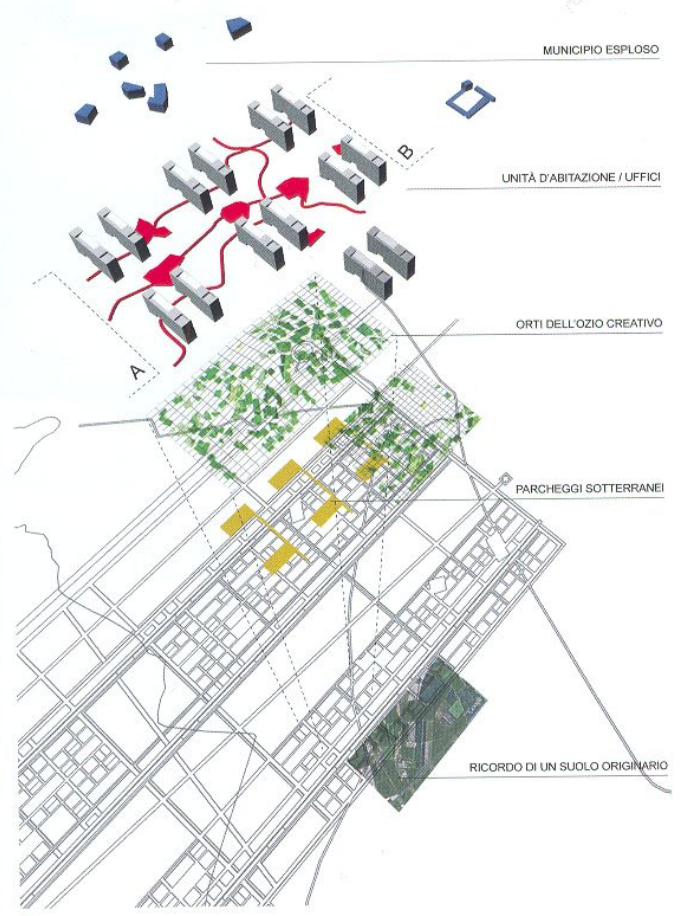 MUNICIPIO ESPLOSO
B
UNITÀ D'ABITAZIONE / UFFICI
ORTI DELL'OZIO CREATIVO
A
PARCHEGGI SOTTERRANEI
RICORDO DI UN SUOLO ORIGINARIO